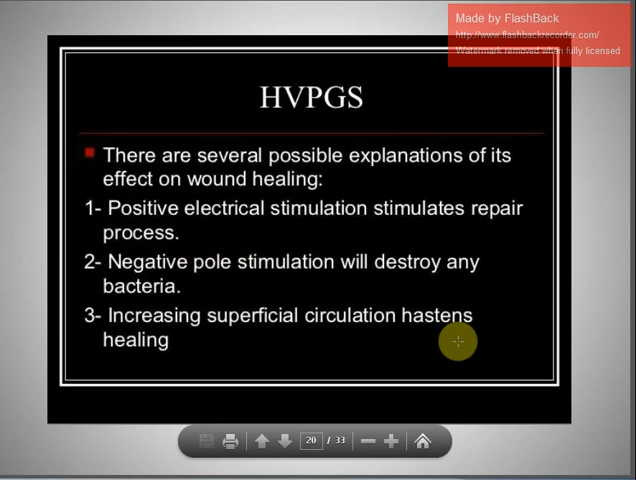 Made by FlashBack
http://www.flashbackrecorder.com/
Watermark removed when fully licensed
HVPGS
There are several possible explanations of its
effect on wound healing:
1- Positive electrical stimulation stimulates repair
process.
2- Negative pole stimulation will destroy any
bacteria.
3- Increasing superficial circulation hastens
healing
20 / 33